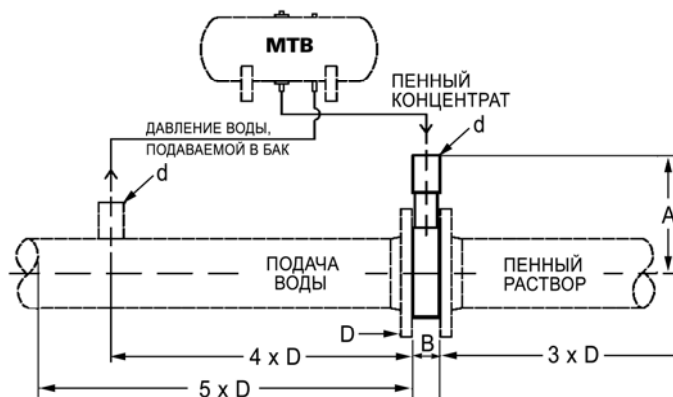 МТВ
ПЕННЫЙ
КОНЦЕНТРАТ
d
ДАВЛЕНИЕ ВОДЫ,
ПОДАВАЕМОЙ В БАК
d
A
ПОДАЧА
ВОДЫ
ПЕННЫЙ
РАСТВОР
D
B
4 x D
3 x D
5 x D